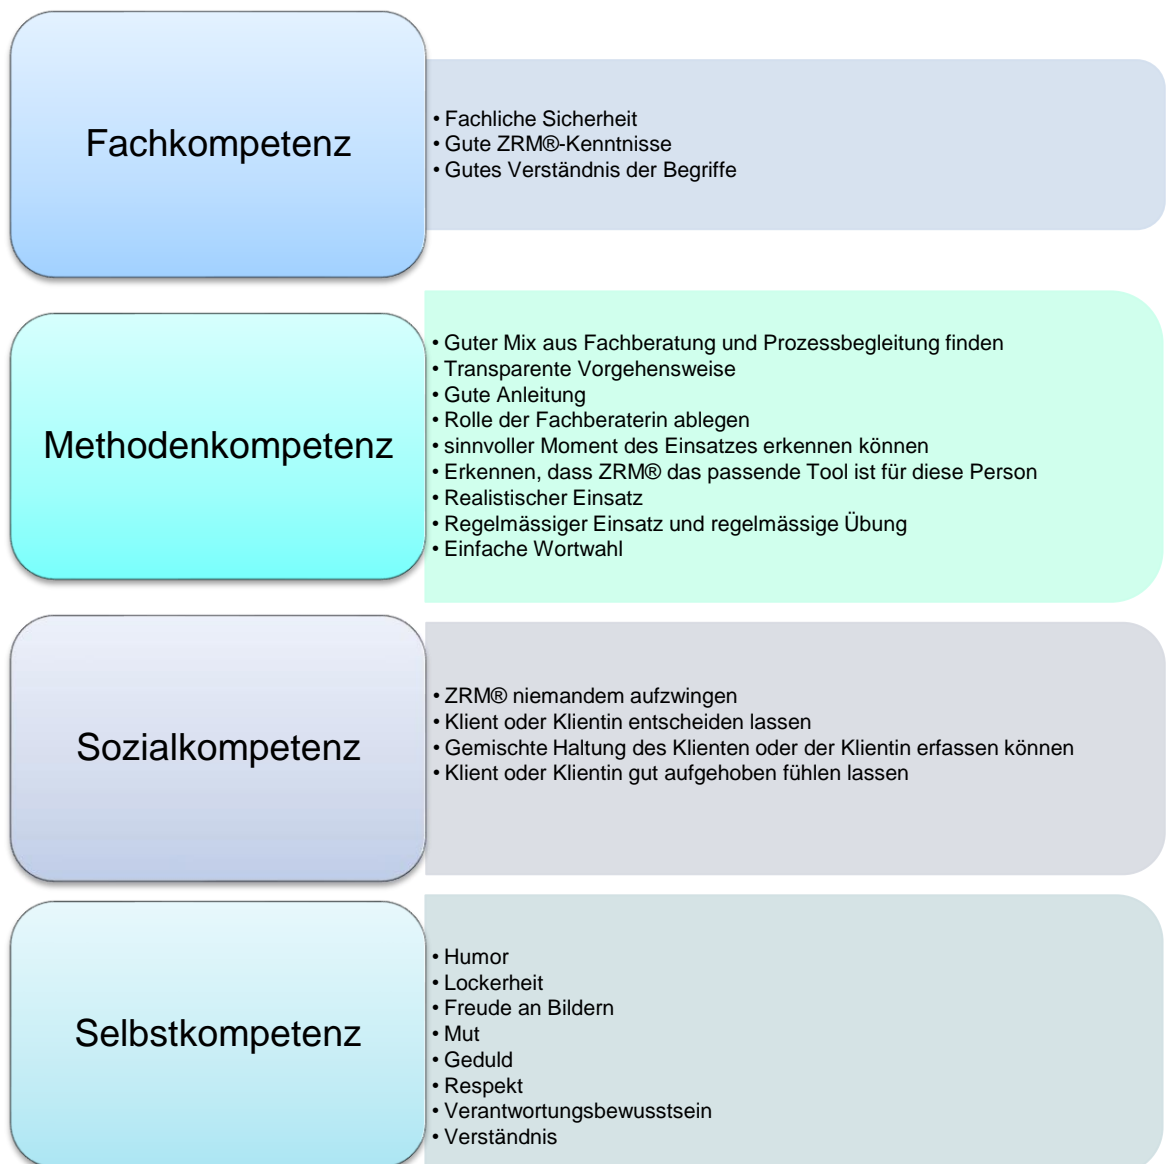 Fachkompetenz
• Fachliche Sicherheit
• Gute ZRM®-Kenntnisse
• Gutes Verständnis der Begriffe
Methodenkompetenz
• Guter Mix aus Fachberatung und Prozessbegleitung finden
• Transparente Vorgehensweise
• Gute Anleitung
• Rolle der Fachberaterin ablegen
• sinnvoller Moment des Einsatzes erkennen können
• Erkennen, dass ZRM® das passende Tool ist für diese Person
• Realistischer Einsatz
• Regelmässiger Einsatz und regelmässige Übung
• Einfache Wortwahl
Sozialkompetenz
• ZRM® niemandem aufzwingen
• Klient oder Klientin entscheiden lassen
• Gemischte Haltung des Klienten oder der Klientin erfassen können
• Klient oder Klientin gut aufgehoben fühlen lassen
Selbstkompetenz
• Humor
• Lockerheit
• Freude an Bildern
• Mut
• Geduld
• Respekt
• Verantwortungsbewusstsein
• Verständnis